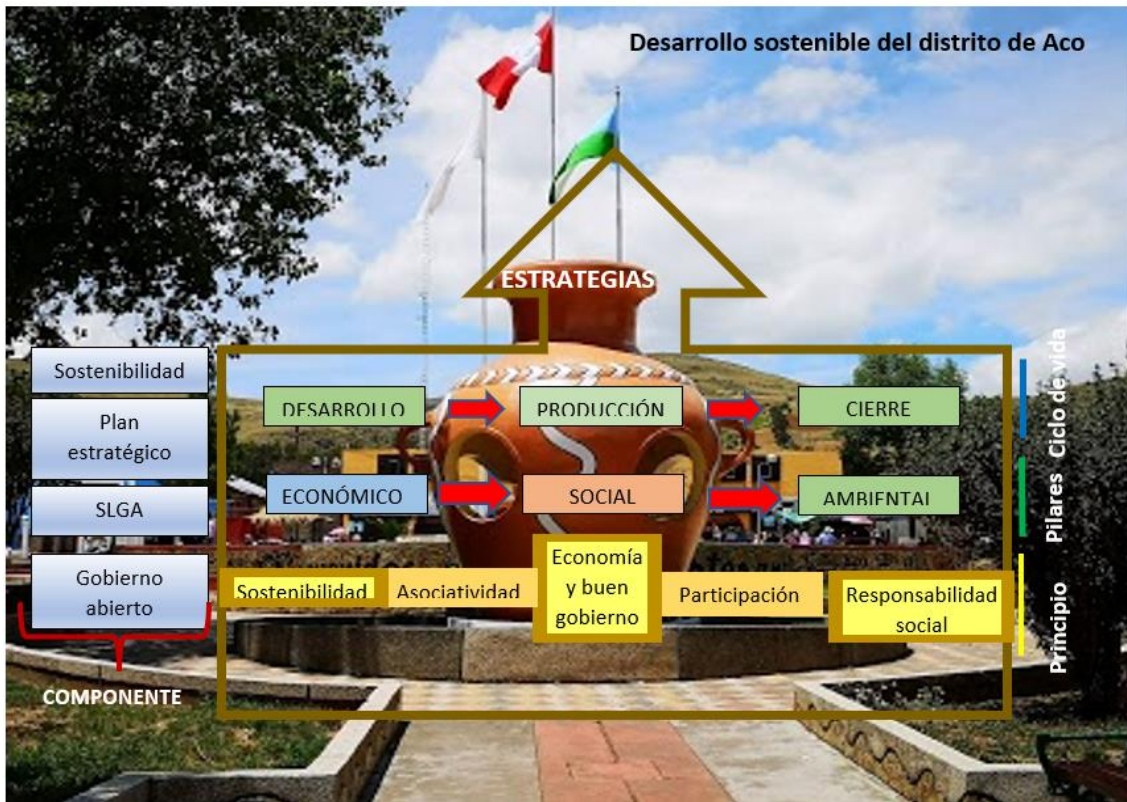 Desarrollo sostenible del distrito de Aco
ESTRATEGIAS
Sostenibilidad
Plan
estratégico
SLGA
Gobierno
abierto
COMPONENTE
DESARROLLO
PRODUCCIÓN
CIERRE
ECONÓMICO
SOCIAL
AMBIENTAL
Sostenibilidad
Asociatividad
Economía
y buen
gobierno
Participación
Responsabilidad
social
Ciclo de vida
Pilares
Principio